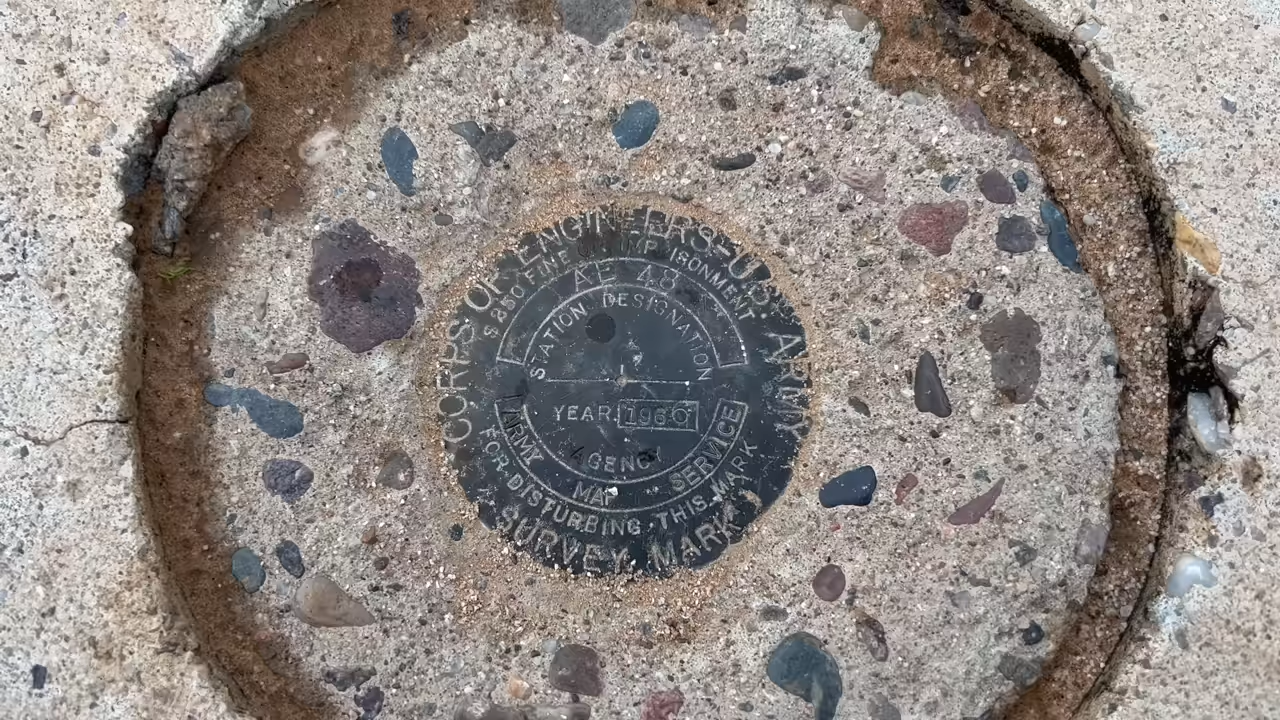 CORPS OF ENGINEERS-U.S. ARMY
$250 FINE OR IMPRISONMENT
AF 48
STATION DESIGNATION
YEAR 1960
AGENCY
ARMY MAP SERVICE
FOR DISTURBING THIS MARK
SURVEY MARK